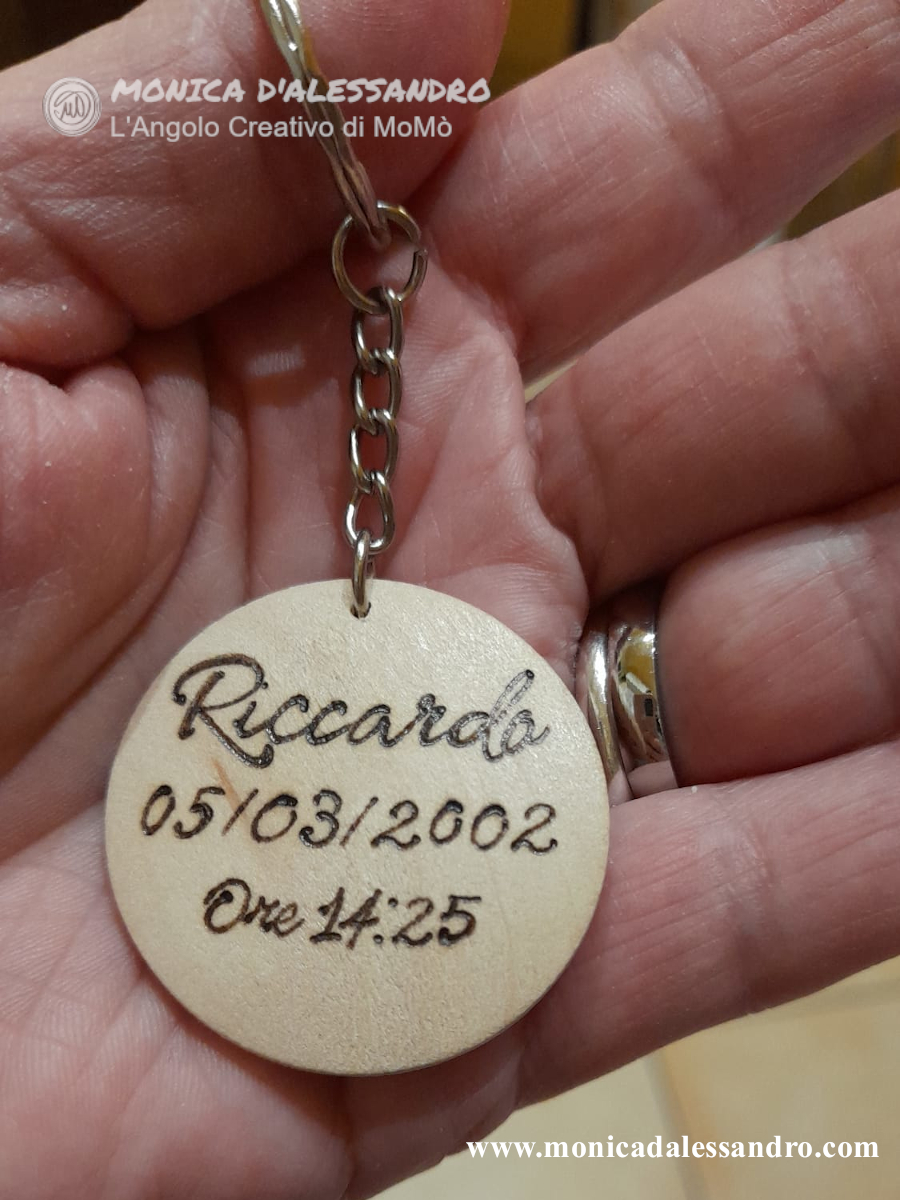 MONICA D'ALESSANDRO
L'Angolo Creativo di MoMò
Riccardo
05/03/2002
Ore 14:25
www.monicadalessandro.com